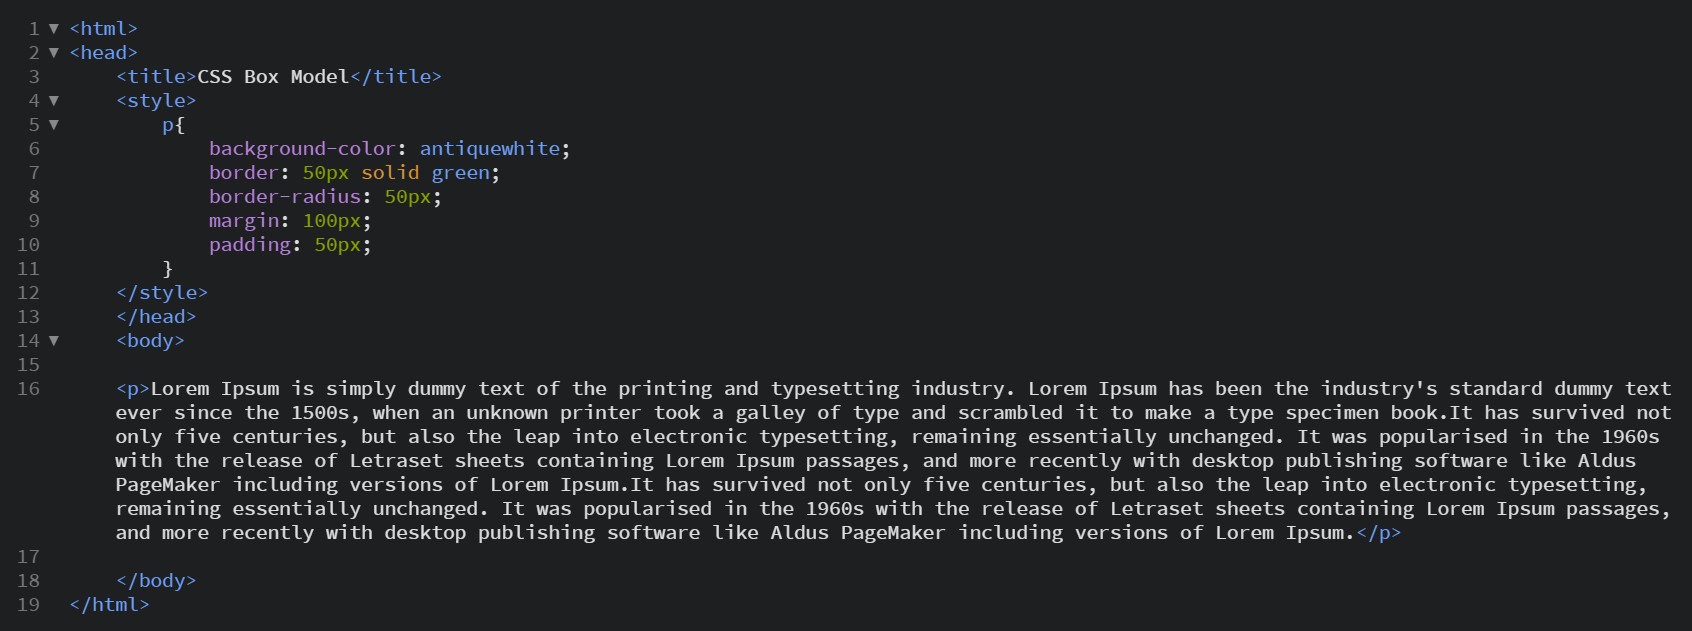 1 ▼ <html>
2 ▼ <head>
3 <title>CSS Box Model</title>
4 ▼ <style>
5 ▼ p{
6 background-color: antiquewhite;
7 border: 50px solid green;
8 border-radius: 50px;
9 margin: 100px;
10 padding: 50px;
11 }
12 </style>
13 </head>
14 ▼ <body>
15
16 <p>Lorem Ipsum is simply dummy text of the printing and typesetting industry. Lorem Ipsum has been the industry's standard dummy text
ever since the 1500s, when an unknown printer took a galley of type and scrambled it to make a type specimen book.It has survived not
only five centuries, but also the leap into electronic typesetting, remaining essentially unchanged. It was popularised in the 1960s
with the release of Letraset sheets containing Lorem Ipsum passages, and more recently with desktop publishing software like Aldus
PageMaker including versions of Lorem Ipsum.It has survived not only five centuries, but also the leap into electronic typesetting,
remaining essentially unchanged. It was popularised in the 1960s with the release of Letraset sheets containing Lorem Ipsum passages,
and more recently with desktop publishing software like Aldus PageMaker including versions of Lorem Ipsum.</p>
17
18 </body>
19 </html>